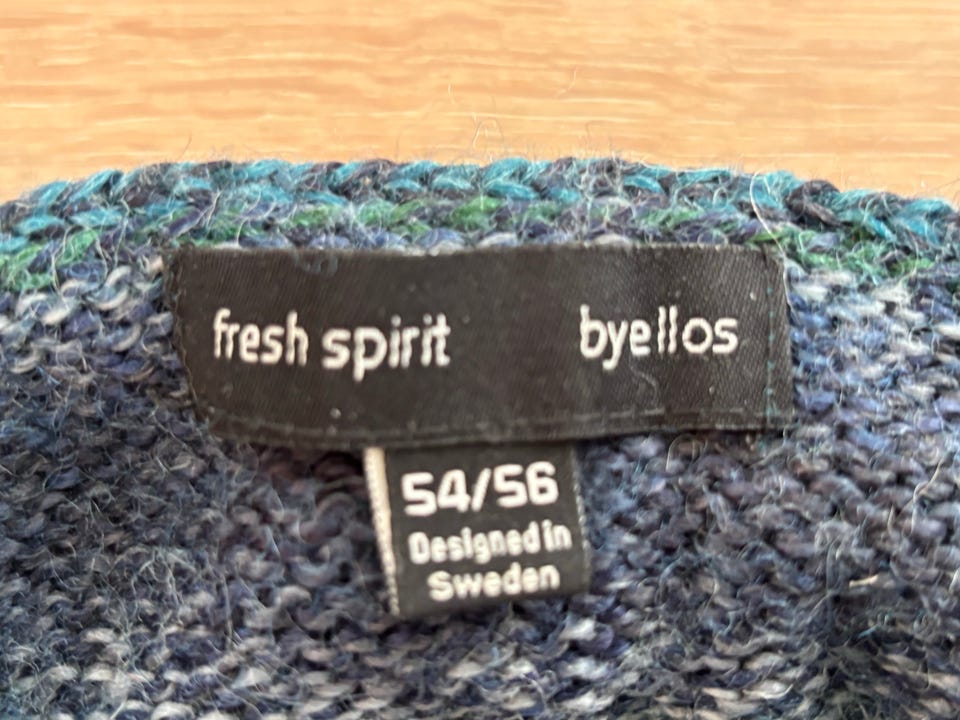 fresh spirit byellos
54/56
Designed in
Sweden